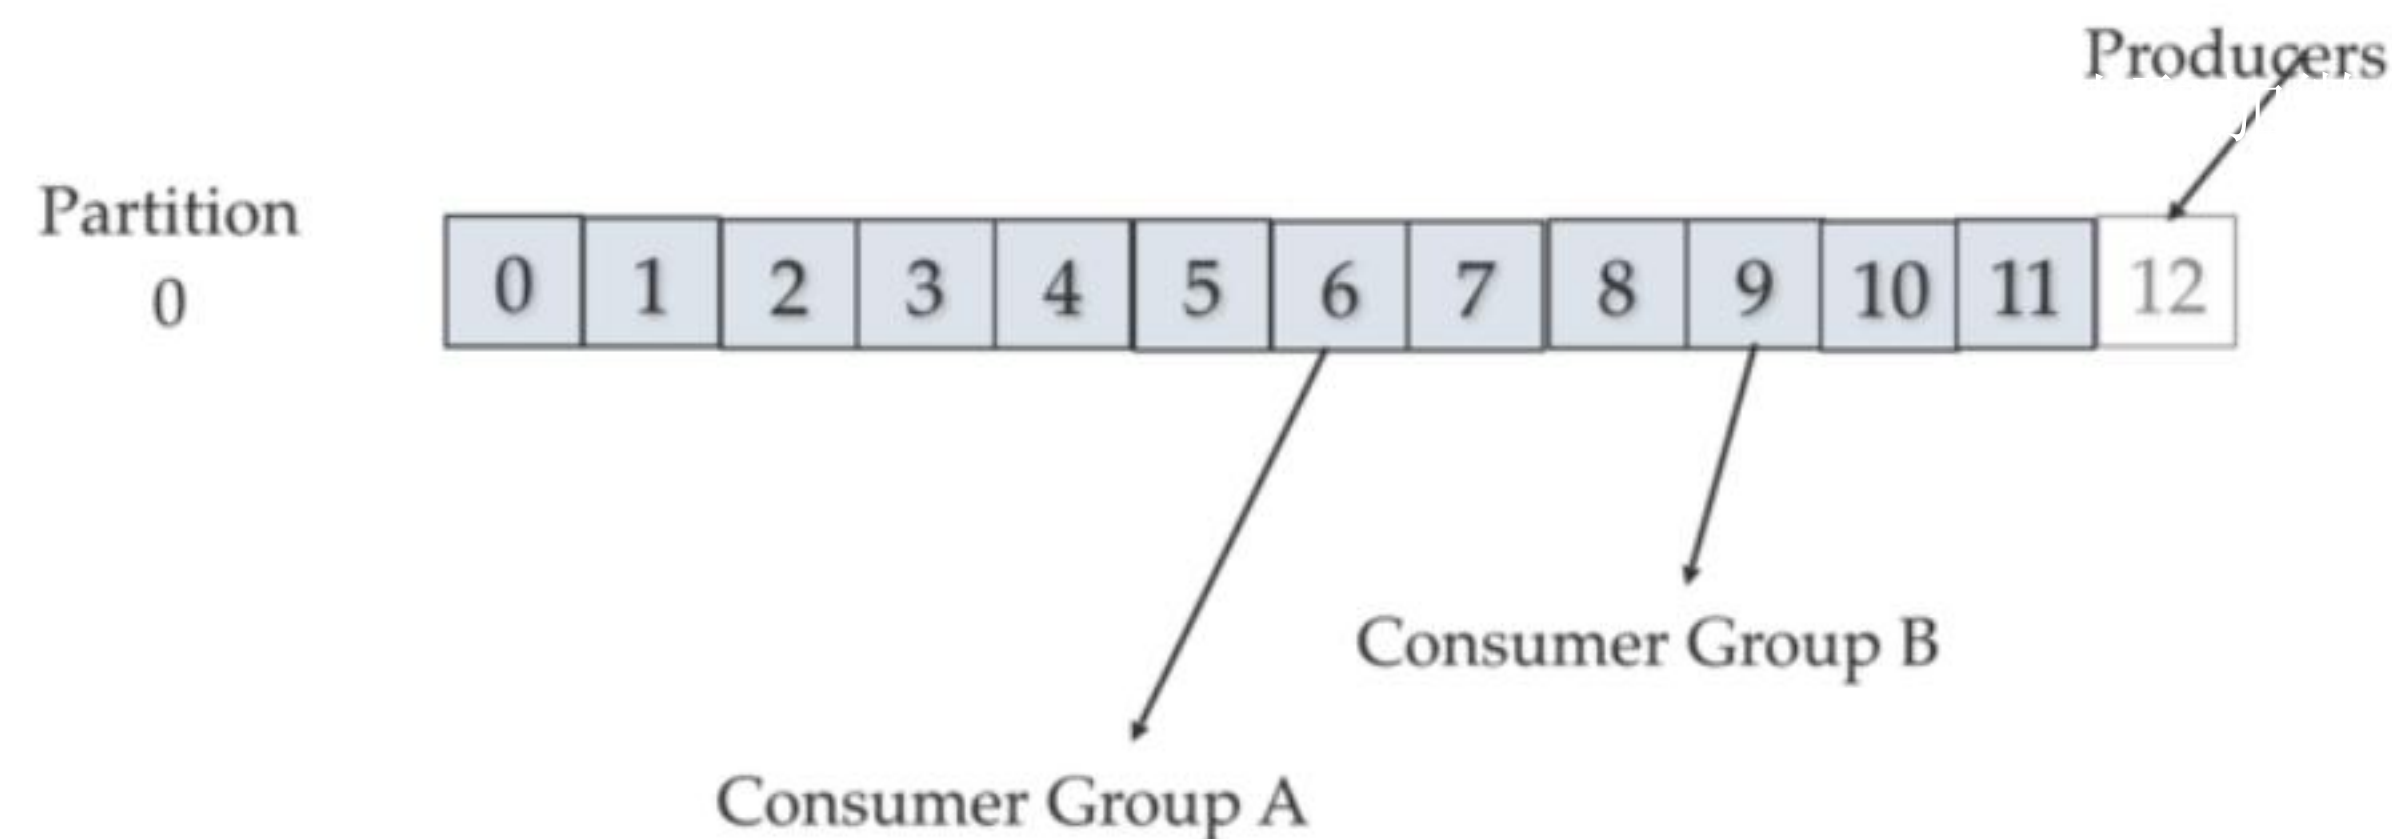 Producers
Partition
0
0 1 2 3 4 5 6 7 8 9 10 11 12
Consumer Group B
Consumer Group A